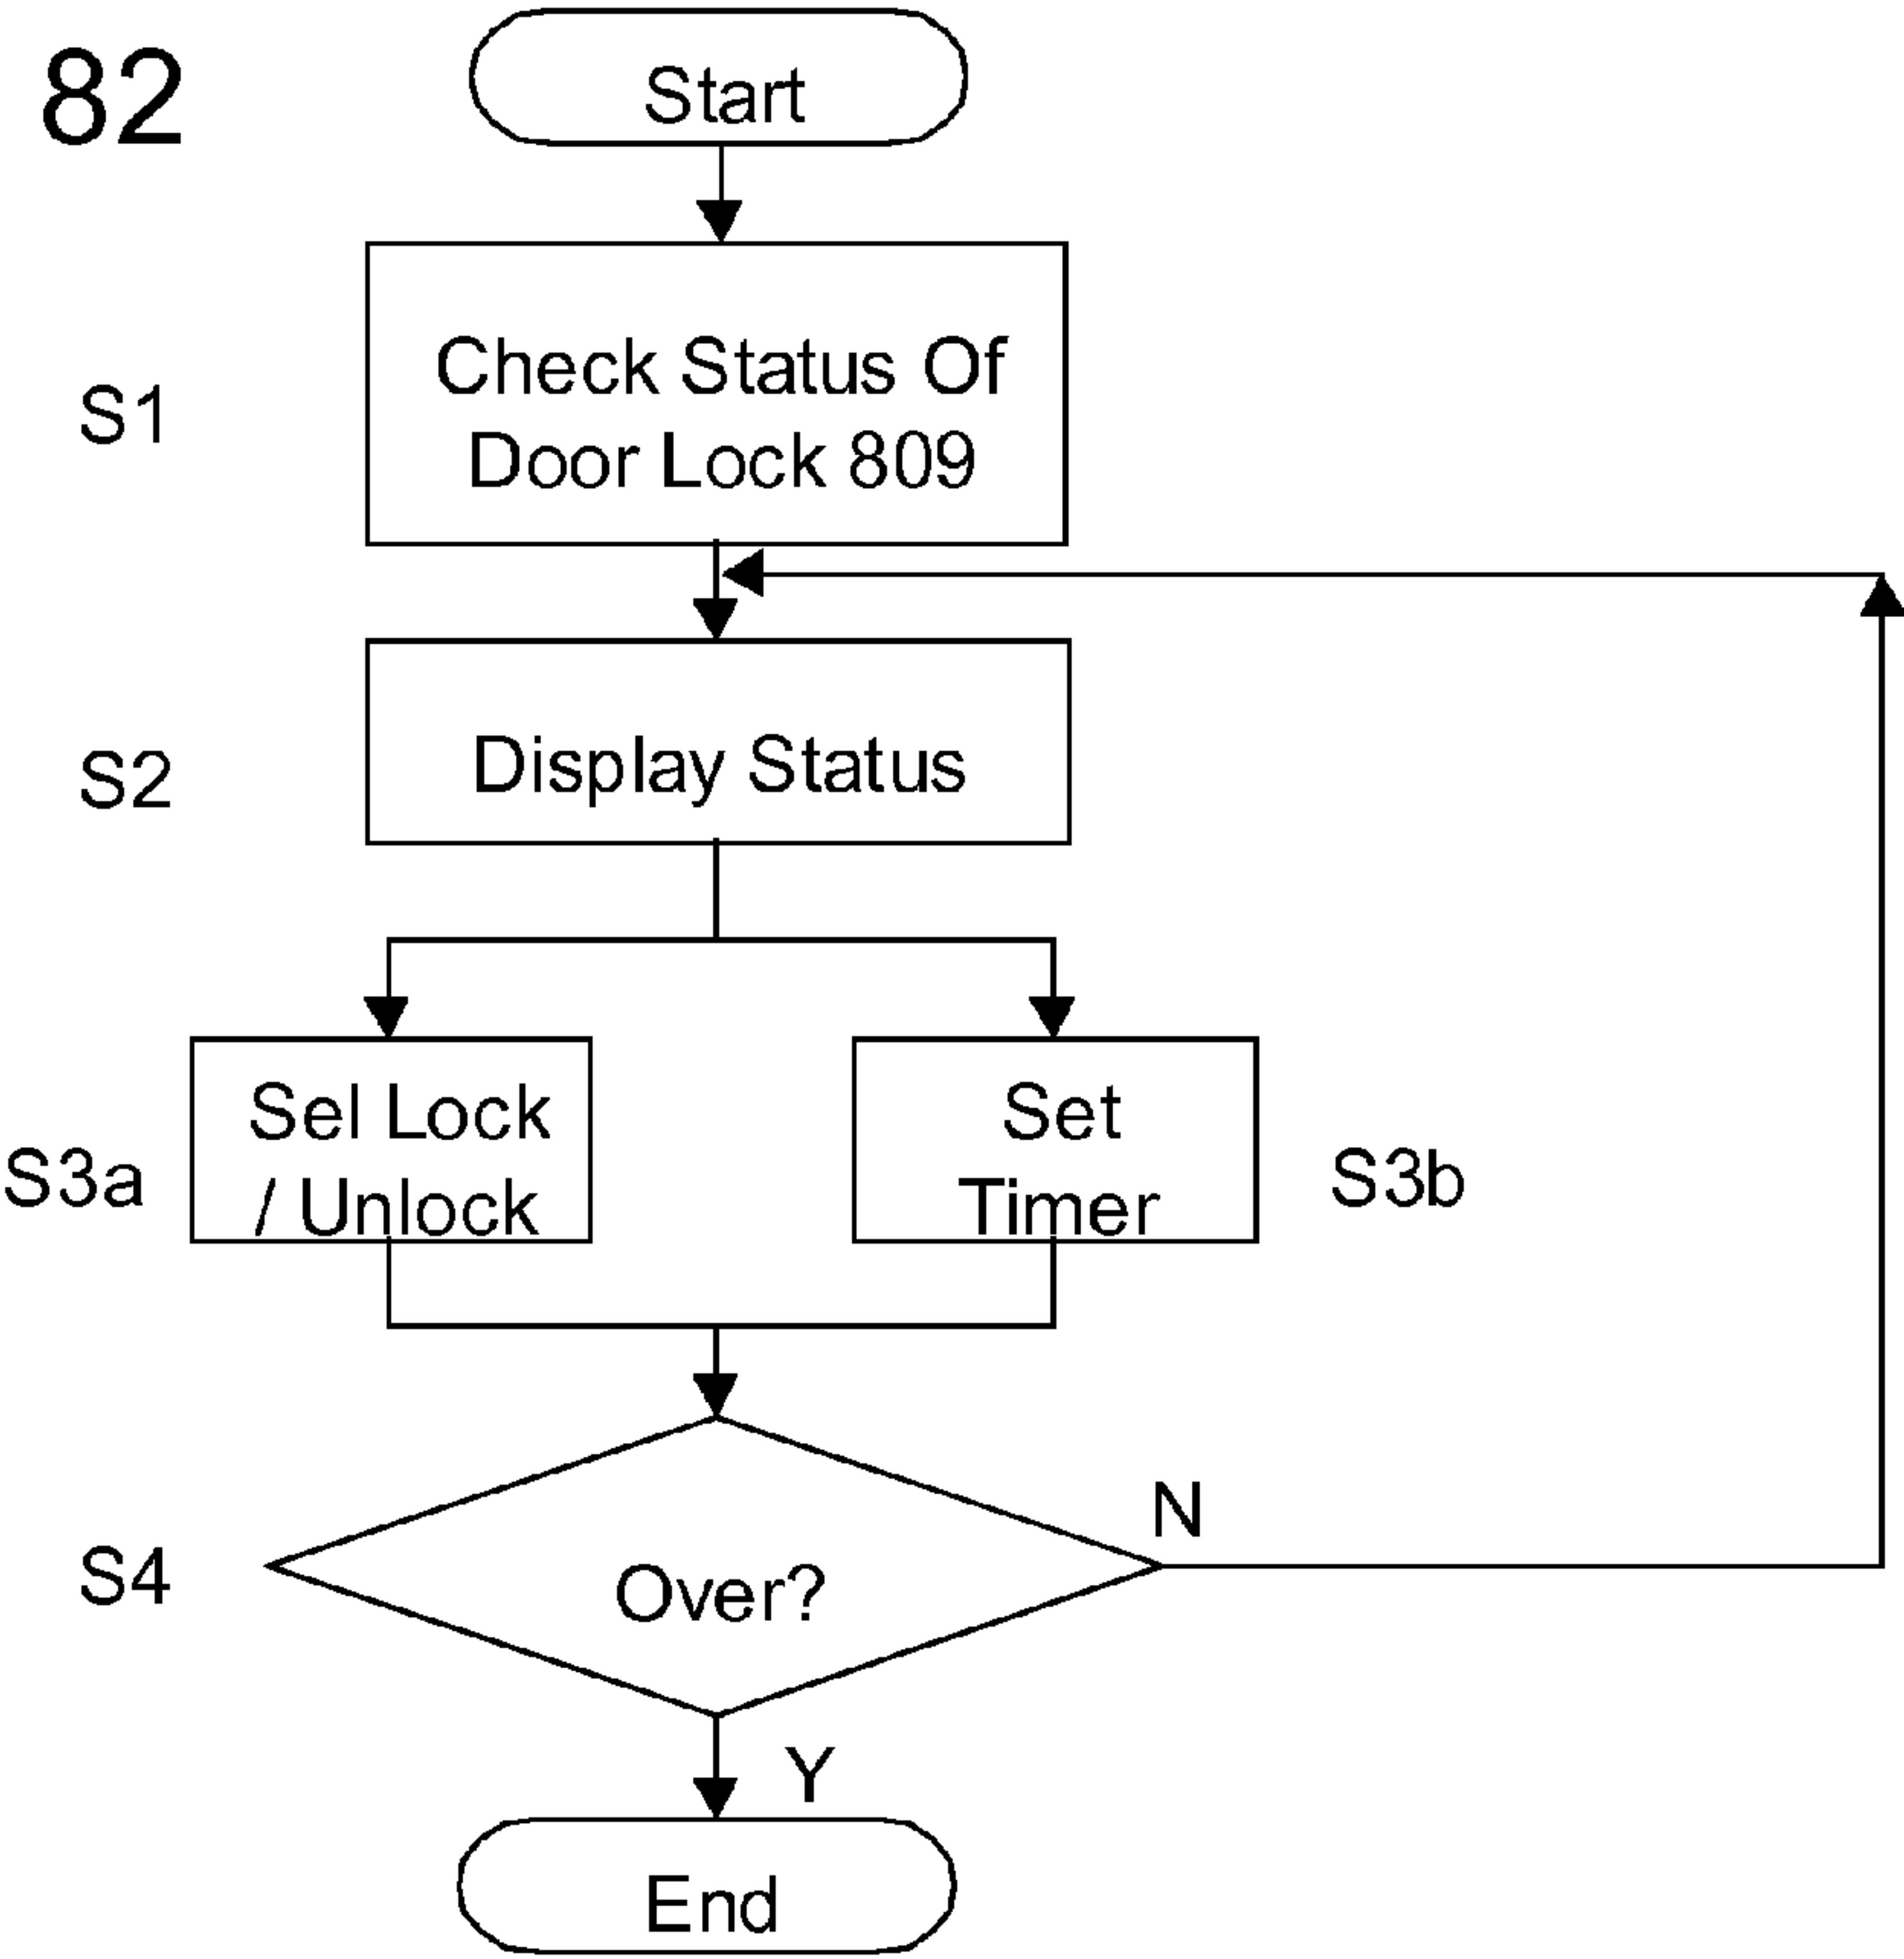 82
Start
S1
Check Status Of
Door Lock 809
S2
Display Status
S3a
Sel Lock
/ Unlock
Set
Timer
S3b
S4
Over?
N
Y
End